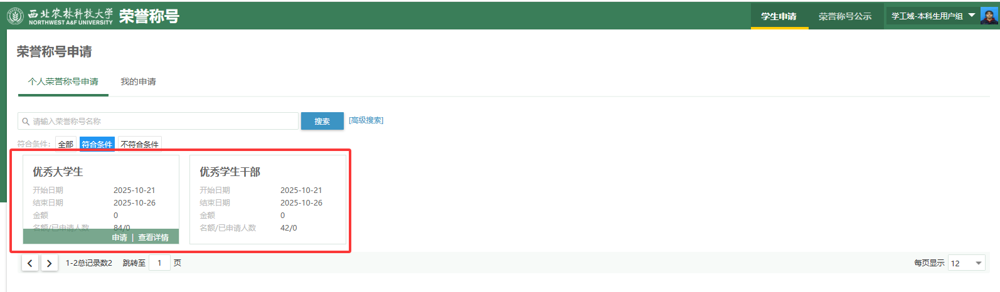 西北农林科技大学 荣誉称号
NORTHWEST A&F UNIVERSITY
学生申请 荣誉称号公示 学工域-本科生用户组
荣誉称号申请
个人荣誉称号申请 我的申请
请输入荣誉称号名称 搜索 [高级搜索]
符合条件: 全部 符合条件 不符合条件
优秀大学生
开始日期 2025-10-21
结束日期 2025-10-26
金额 0
名额/已申请人数 84/0
申请 | 查看详情
优秀学生干部
开始日期 2025-10-21
结束日期 2025-10-26
金额 0
名额/已申请人数 42/0
1-2总记录数2 跳转至 1 页 每页显示 12